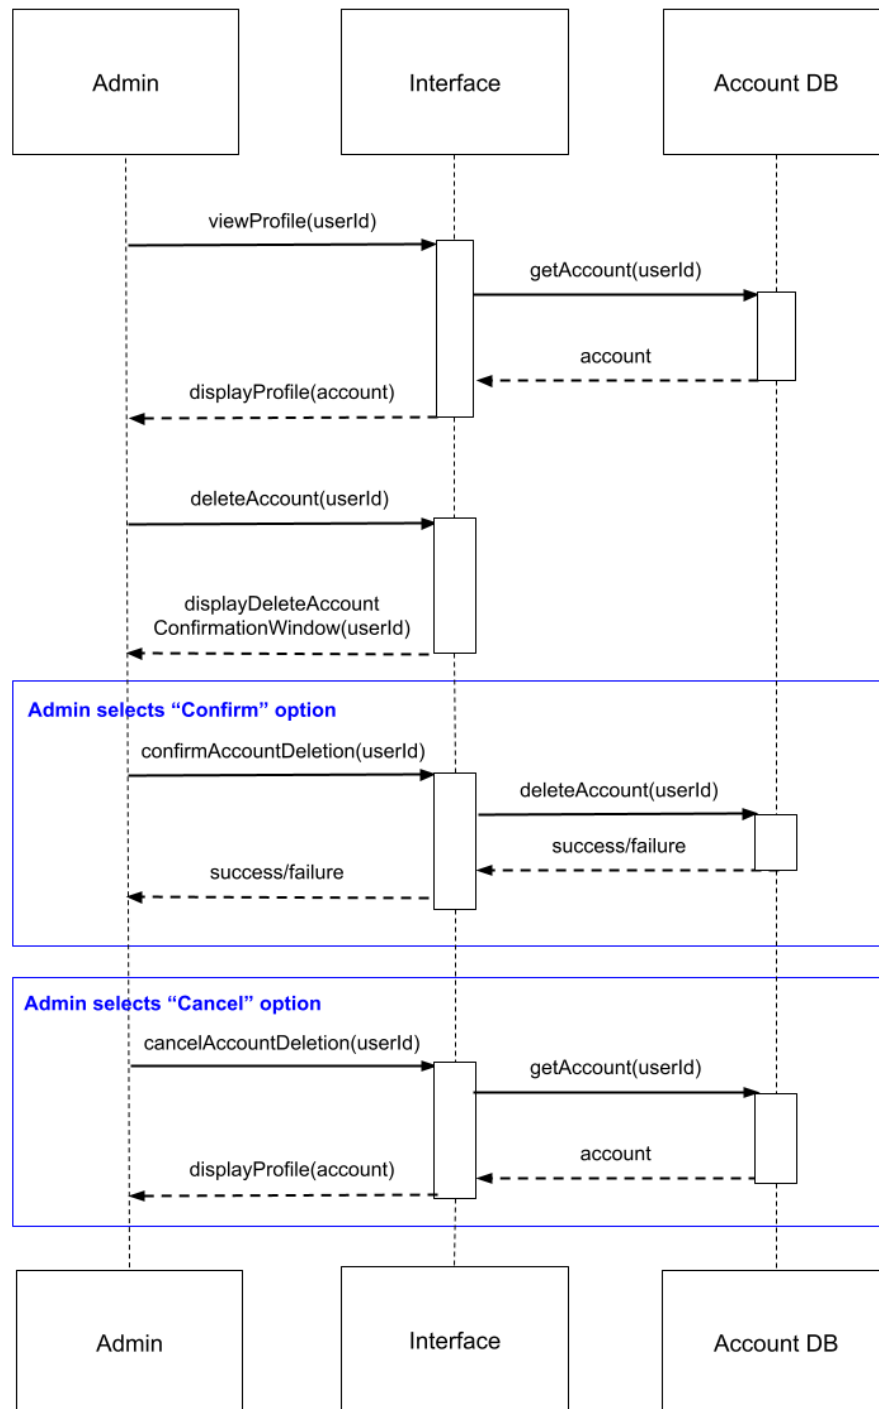 Admin
Interface
Account DB
viewProfile(userId)
getAccount(userId)
account
displayProfile(account)
deleteAccount(userId)
displayDeleteAccount
ConfirmationWindow(userId)
Admin selects “Confirm” option
confirmAccountDeletion(userId)
deleteAccount(userId)
success/failure
success/failure
Admin selects “Cancel” option
cancelAccountDeletion(userId)
getAccount(userId)
account
displayProfile(account)
Admin
Interface
Account DB